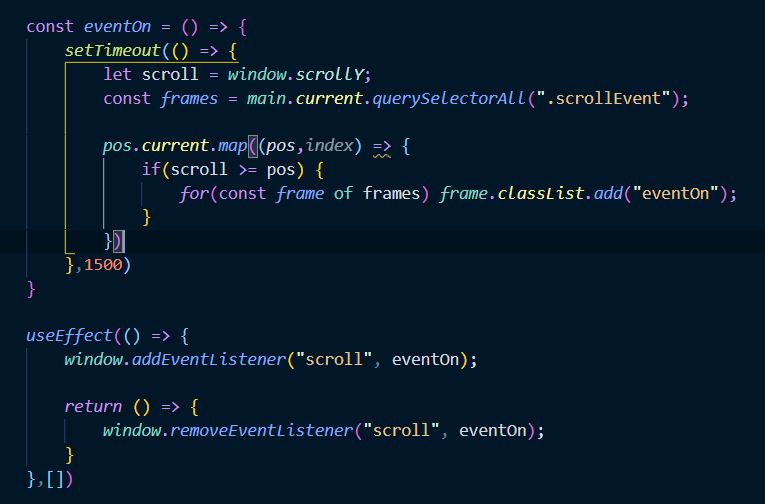 const eventOn = () => {
    setTimeout(() => {
        let scroll = window.scrollY;
        const frames = main.current.querySelectorAll(".scrollEvent");

        pos.current.map((pos,index) => {
            if(scroll >= pos) {
                for(const frame of frames) frame.classList.add("eventOn");
            }
        })
    },1500)
}

useEffect(() => {
    window.addEventListener("scroll", eventOn);

    return () => {
        window.removeEventListener("scroll", eventOn);
    }
},[])